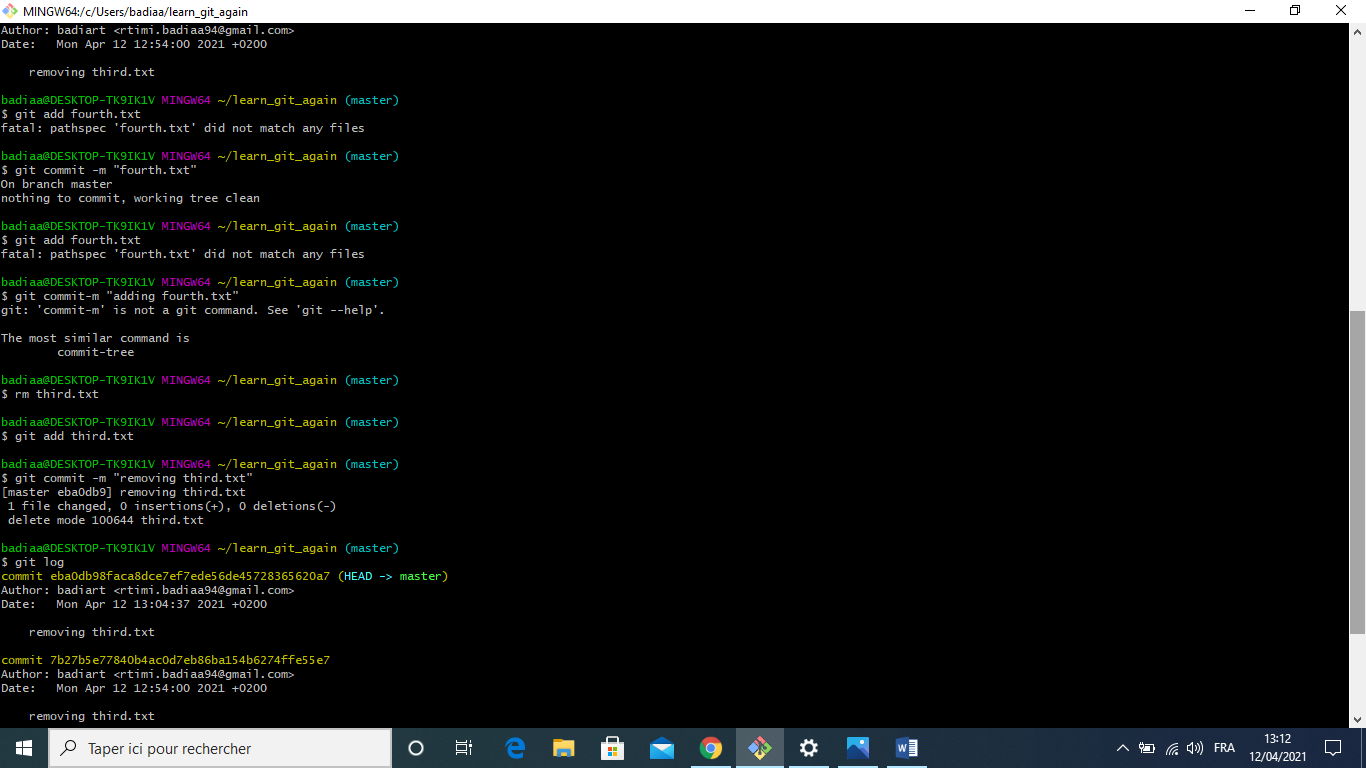 MINGW64:/c/Users/badiaa/learn_git_again
Author: badiart <rtimi.badiaa94@gmail.com>
Date:   Mon Apr 12 12:54:00 2021 +0200
    removing third.txt
badiaa@DESKTOP-TK9IK1V MINGW64 ~/learn_git_again (master)
$ git add fourth.txt
fatal: pathspec 'fourth.txt' did not match any files
badiaa@DESKTOP-TK9IK1V MINGW64 ~/learn_git_again (master)
$ git commit -m "fourth.txt"
On branch master
nothing to commit, working tree clean
badiaa@DESKTOP-TK9IK1V MINGW64 ~/learn_git_again (master)
$ git add fourth.txt
fatal: pathspec 'fourth.txt' did not match any files
badiaa@DESKTOP-TK9IK1V MINGW64 ~/learn_git_again (master)
$ git commit-m "adding fourth.txt"
git: 'commit-m' is not a git command. See 'git --help'.
The most similar command is
        commit-tree
badiaa@DESKTOP-TK9IK1V MINGW64 ~/learn_git_again (master)
$ rm third.txt
badiaa@DESKTOP-TK9IK1V MINGW64 ~/learn_git_again (master)
$ git add third.txt
badiaa@DESKTOP-TK9IK1V MINGW64 ~/learn_git_again (master)
$ git commit -m "removing third.txt"
[master eba0db9] removing third.txt
 1 file changed, 0 insertions(+), 0 deletions(-)
 delete mode 100644 third.txt
badiaa@DESKTOP-TK9IK1V MINGW64 ~/learn_git_again (master)
$ git log
commit eba0db98faca8dce7ef7ede56de45728365620a7 (HEAD -> master)
Author: badiart <rtimi.badiaa94@gmail.com>
Date:   Mon Apr 12 13:04:37 2021 +0200
    removing third.txt
commit 7b27b5e77840b4ac0d7eb86ba154b6274ffe55e7
Author: badiart <rtimi.badiaa94@gmail.com>
Date:   Mon Apr 12 12:54:00 2021 +0200
    removing third.txt
Taper ici pour rechercher
FRA
13:12
12/04/2021